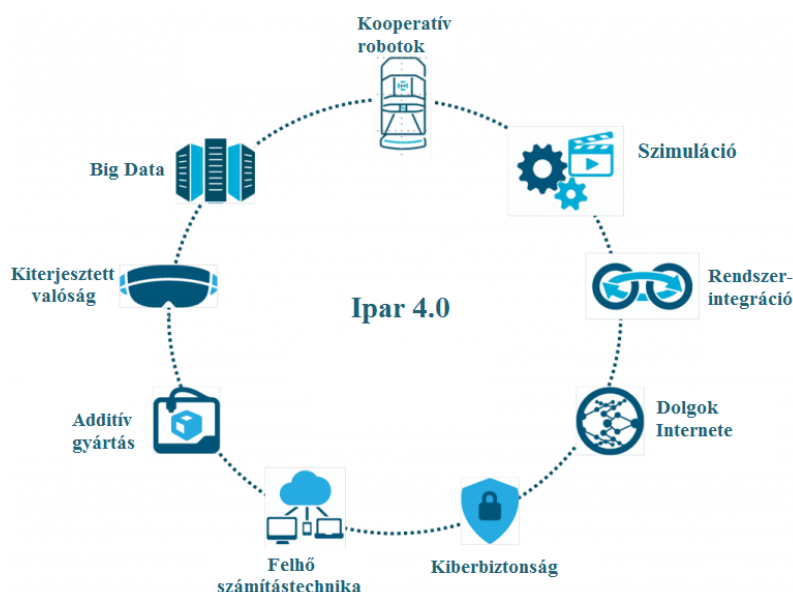 Kooperatív
robotok
Szimuláció
Rendszer-
integráció
Dolgok
Internete
Kiberbiztonság
Felhő
számítástechnika
Additív
gyártás
Kiterjesztett
valóság
Big Data
Ipar 4.0